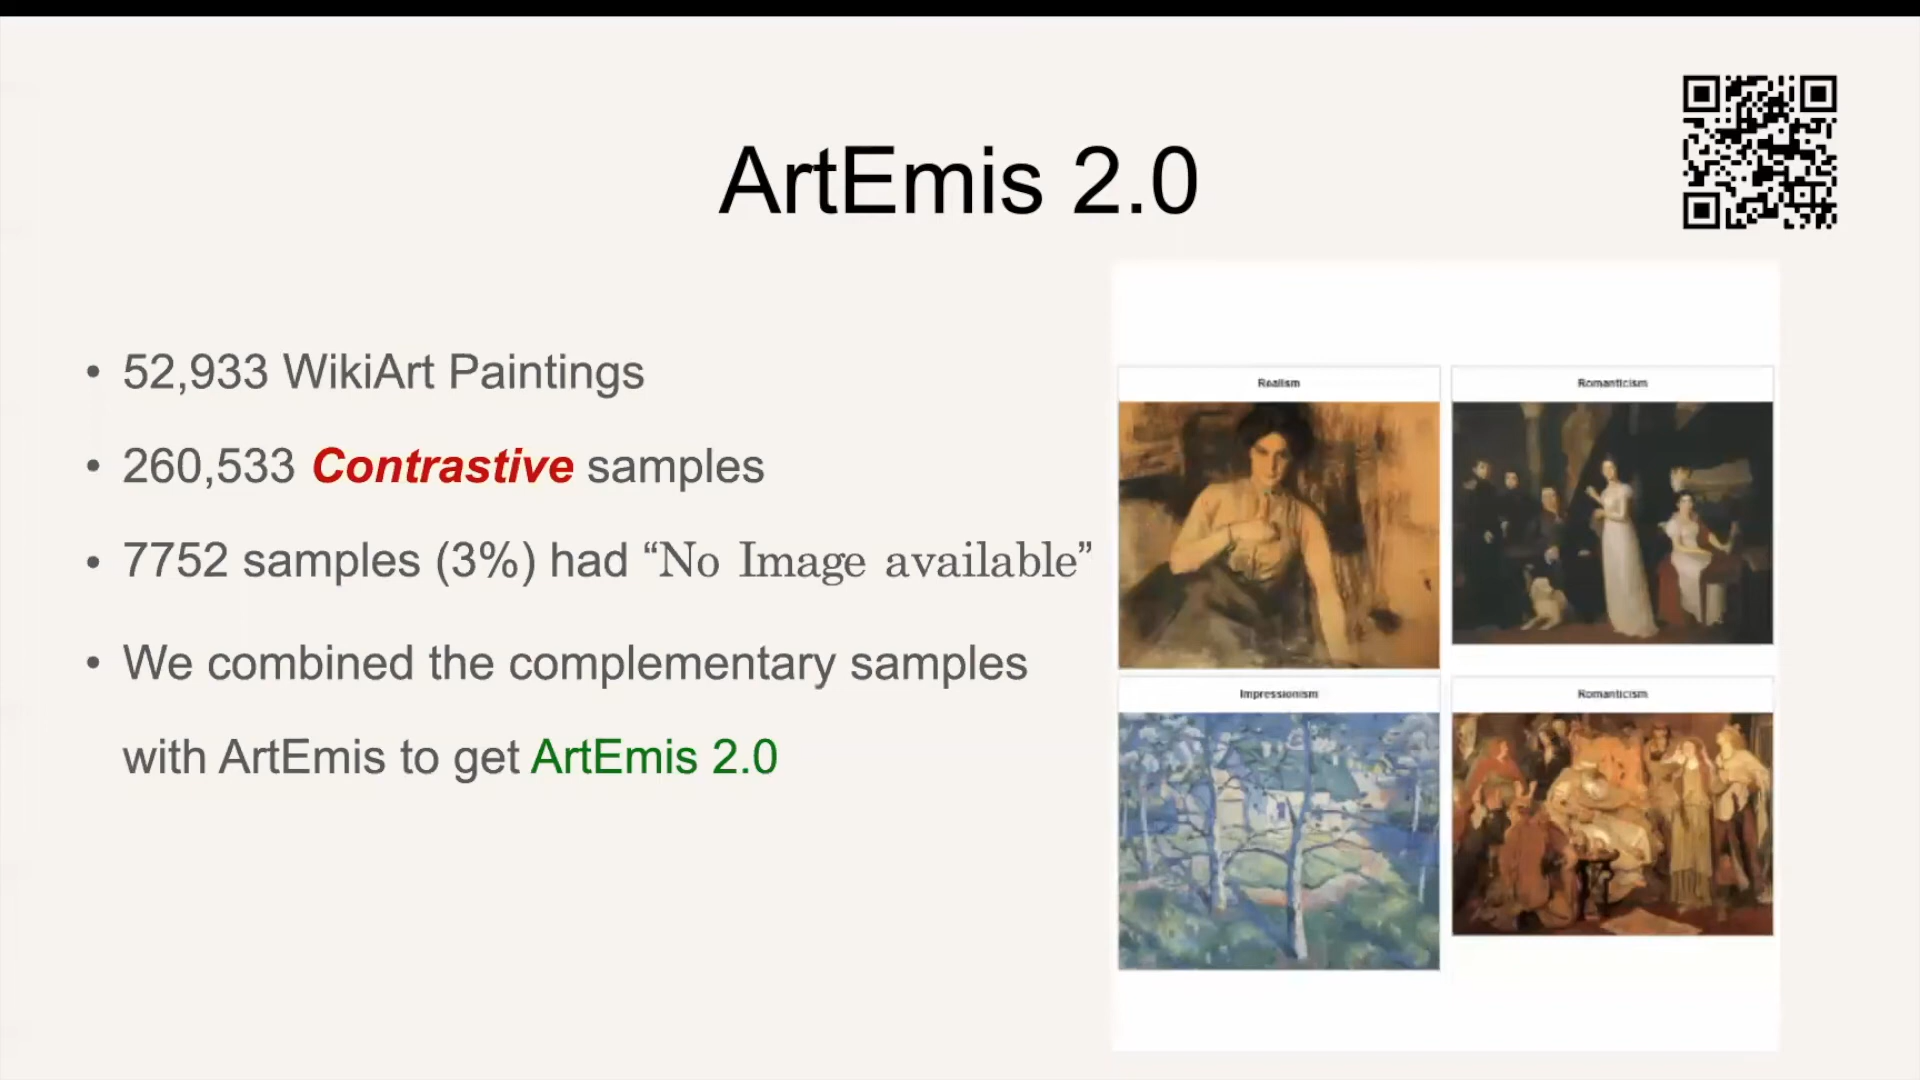 ArtEmis 2.0
• 52,933 WikiArt Paintings
• 260,533 Contrastive samples
• 7752 samples (3%) had “No Image available”
• We combined the complementary samples
with ArtEmis to get ArtEmis 2.0
Realism
Romanticism
Impressionism
Romanticism